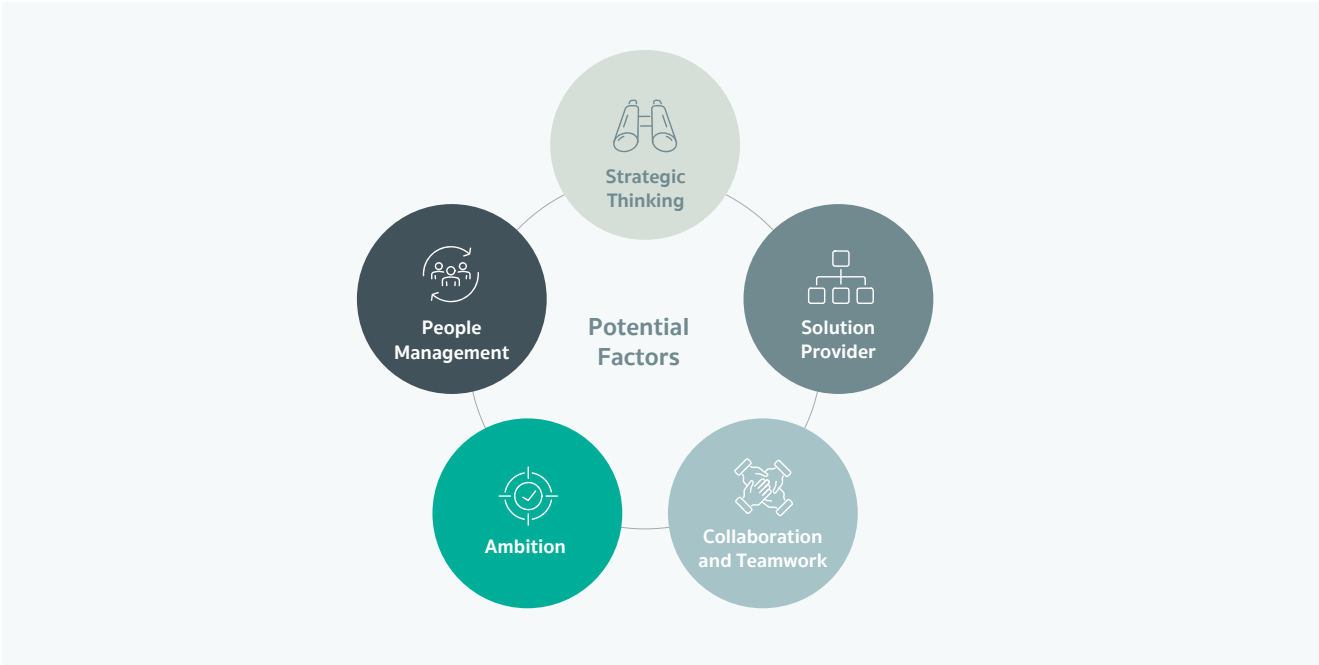 Strategic
Thinking
People
Management
Potential
Factors
Solution
Provider
Ambition
Collaboration
and Teamwork